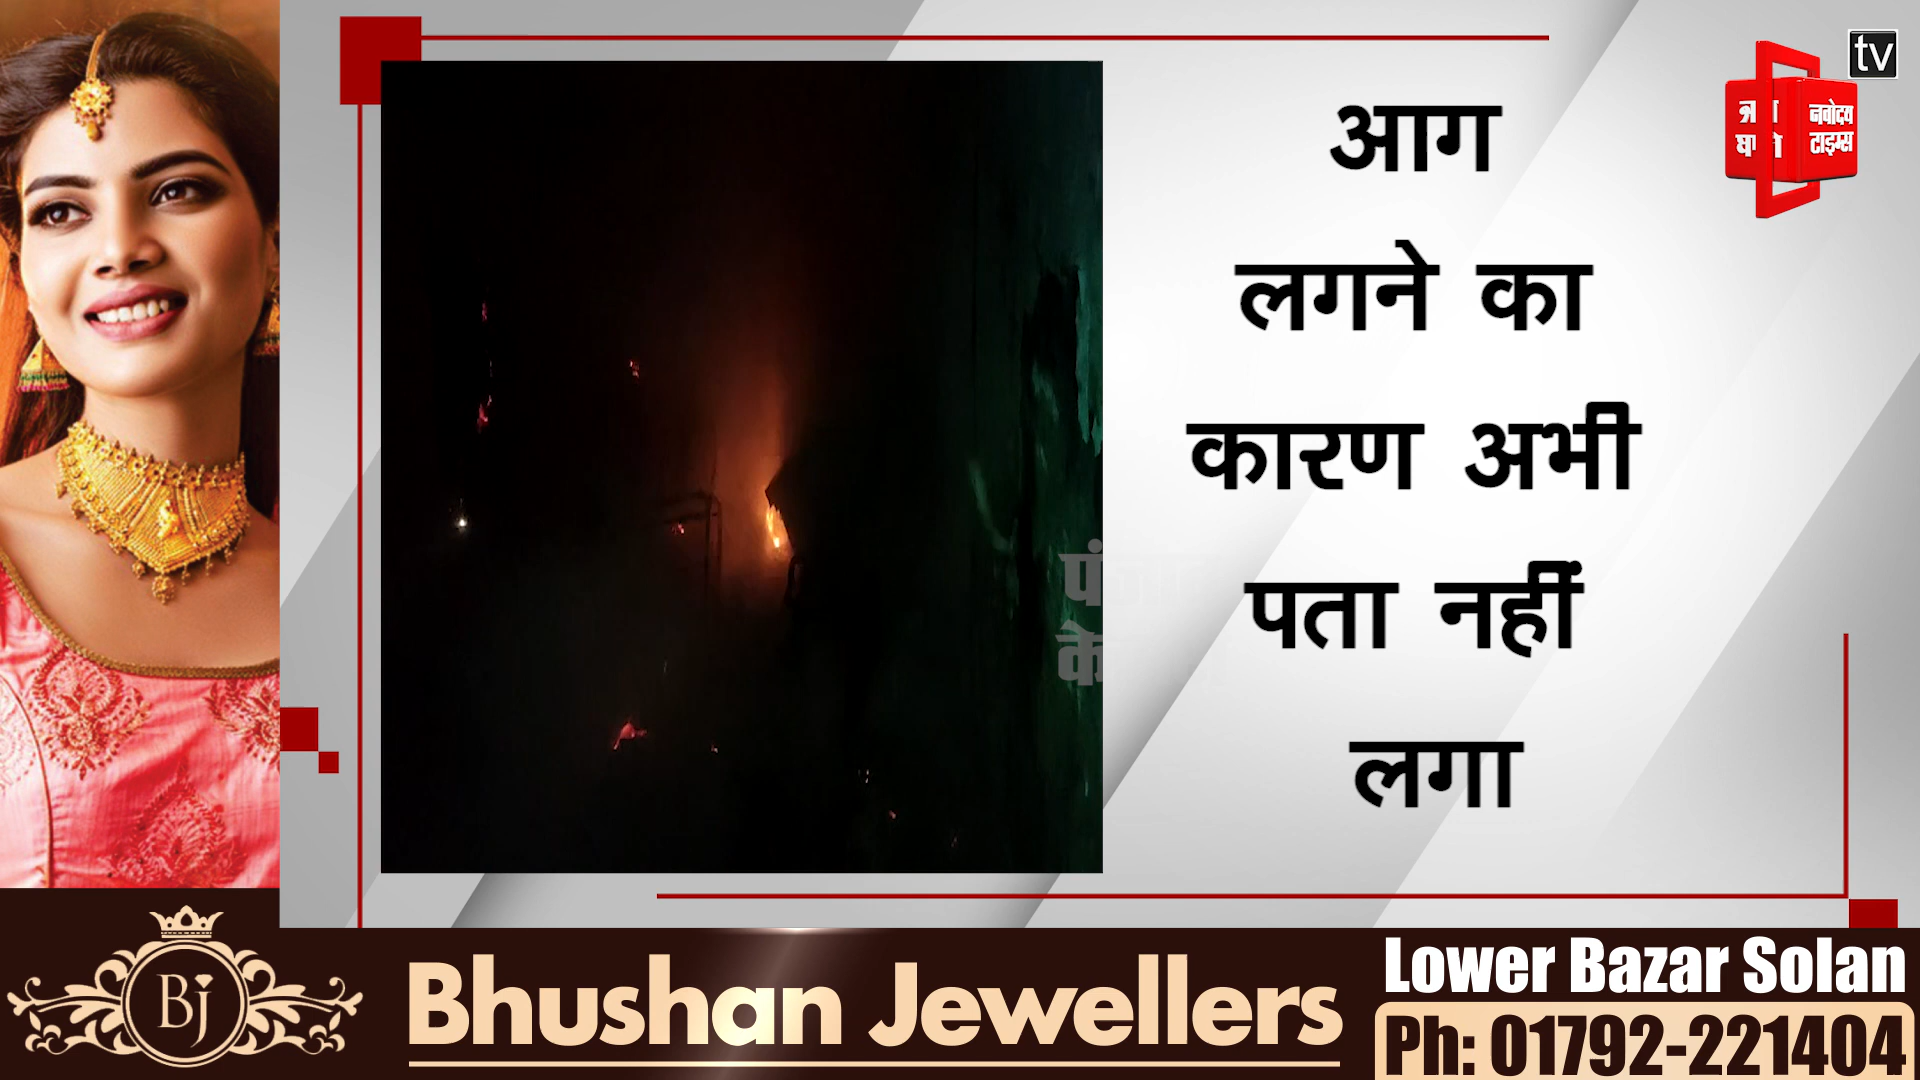 tv
नवोदय
टाइम्स
आग
लगने का
कारण अभी
पता नहीं
लगा
BJ
Bhushan Jewellers
Lower Bazar Solan
Ph: 01792-221404